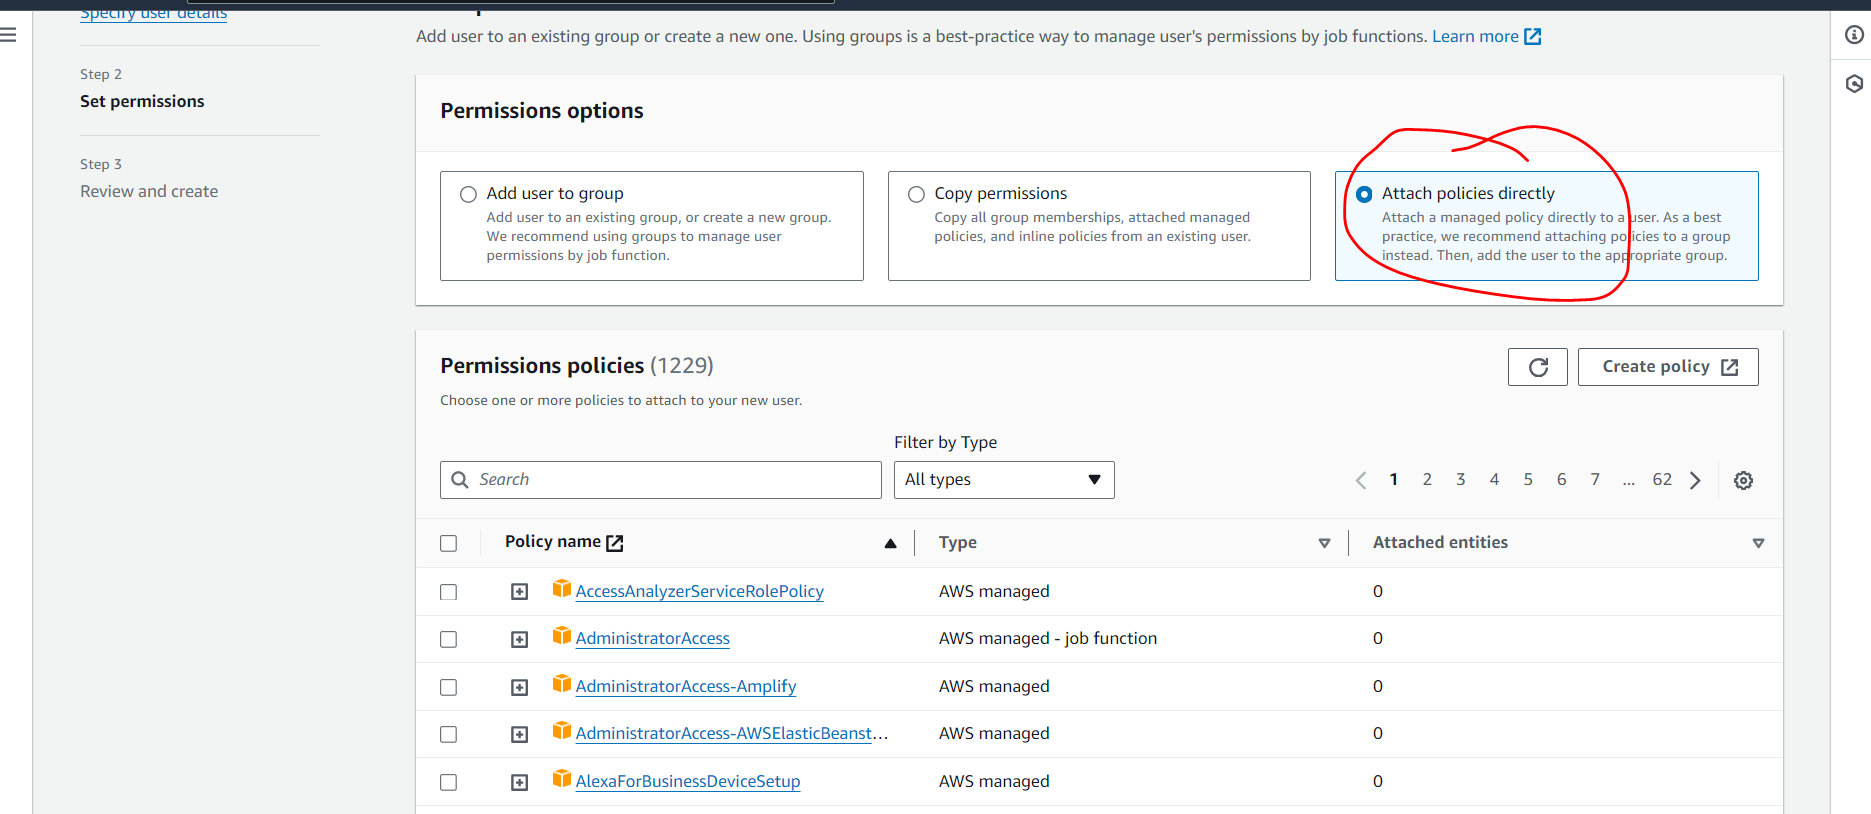 Specify user details
Add user to an existing group or create a new one. Using groups is a best-practice way to manage user's permissions by job functions. Learn more
Step 2
Set permissions
Step 3
Review and create
Permissions options
Add user to group
Add user to an existing group, or create a new group.
We recommend using groups to manage user
permissions by job function.
Copy permissions
Copy all group memberships, attached managed
policies, and inline policies from an existing user.
Attach policies directly
Attach a managed policy directly to a user. As a best
practice, we recommend attaching policies to a group
instead. Then, add the user to the appropriate group.
Permissions policies (1229)
Create policy
Choose one or more policies to attach to your new user.
Filter by Type
Search
All types
1 2 3 4 5 6 7 ... 62
Policy name Type Attached entities
AccessAnalyzerServiceRolePolicy AWS managed 0
AdministratorAccess AWS managed - job function 0
AdministratorAccess-Amplify AWS managed 0
AdministratorAccess-AWSElasticBeanst... AWS managed 0
AlexaForBusinessDeviceSetup AWS managed 0